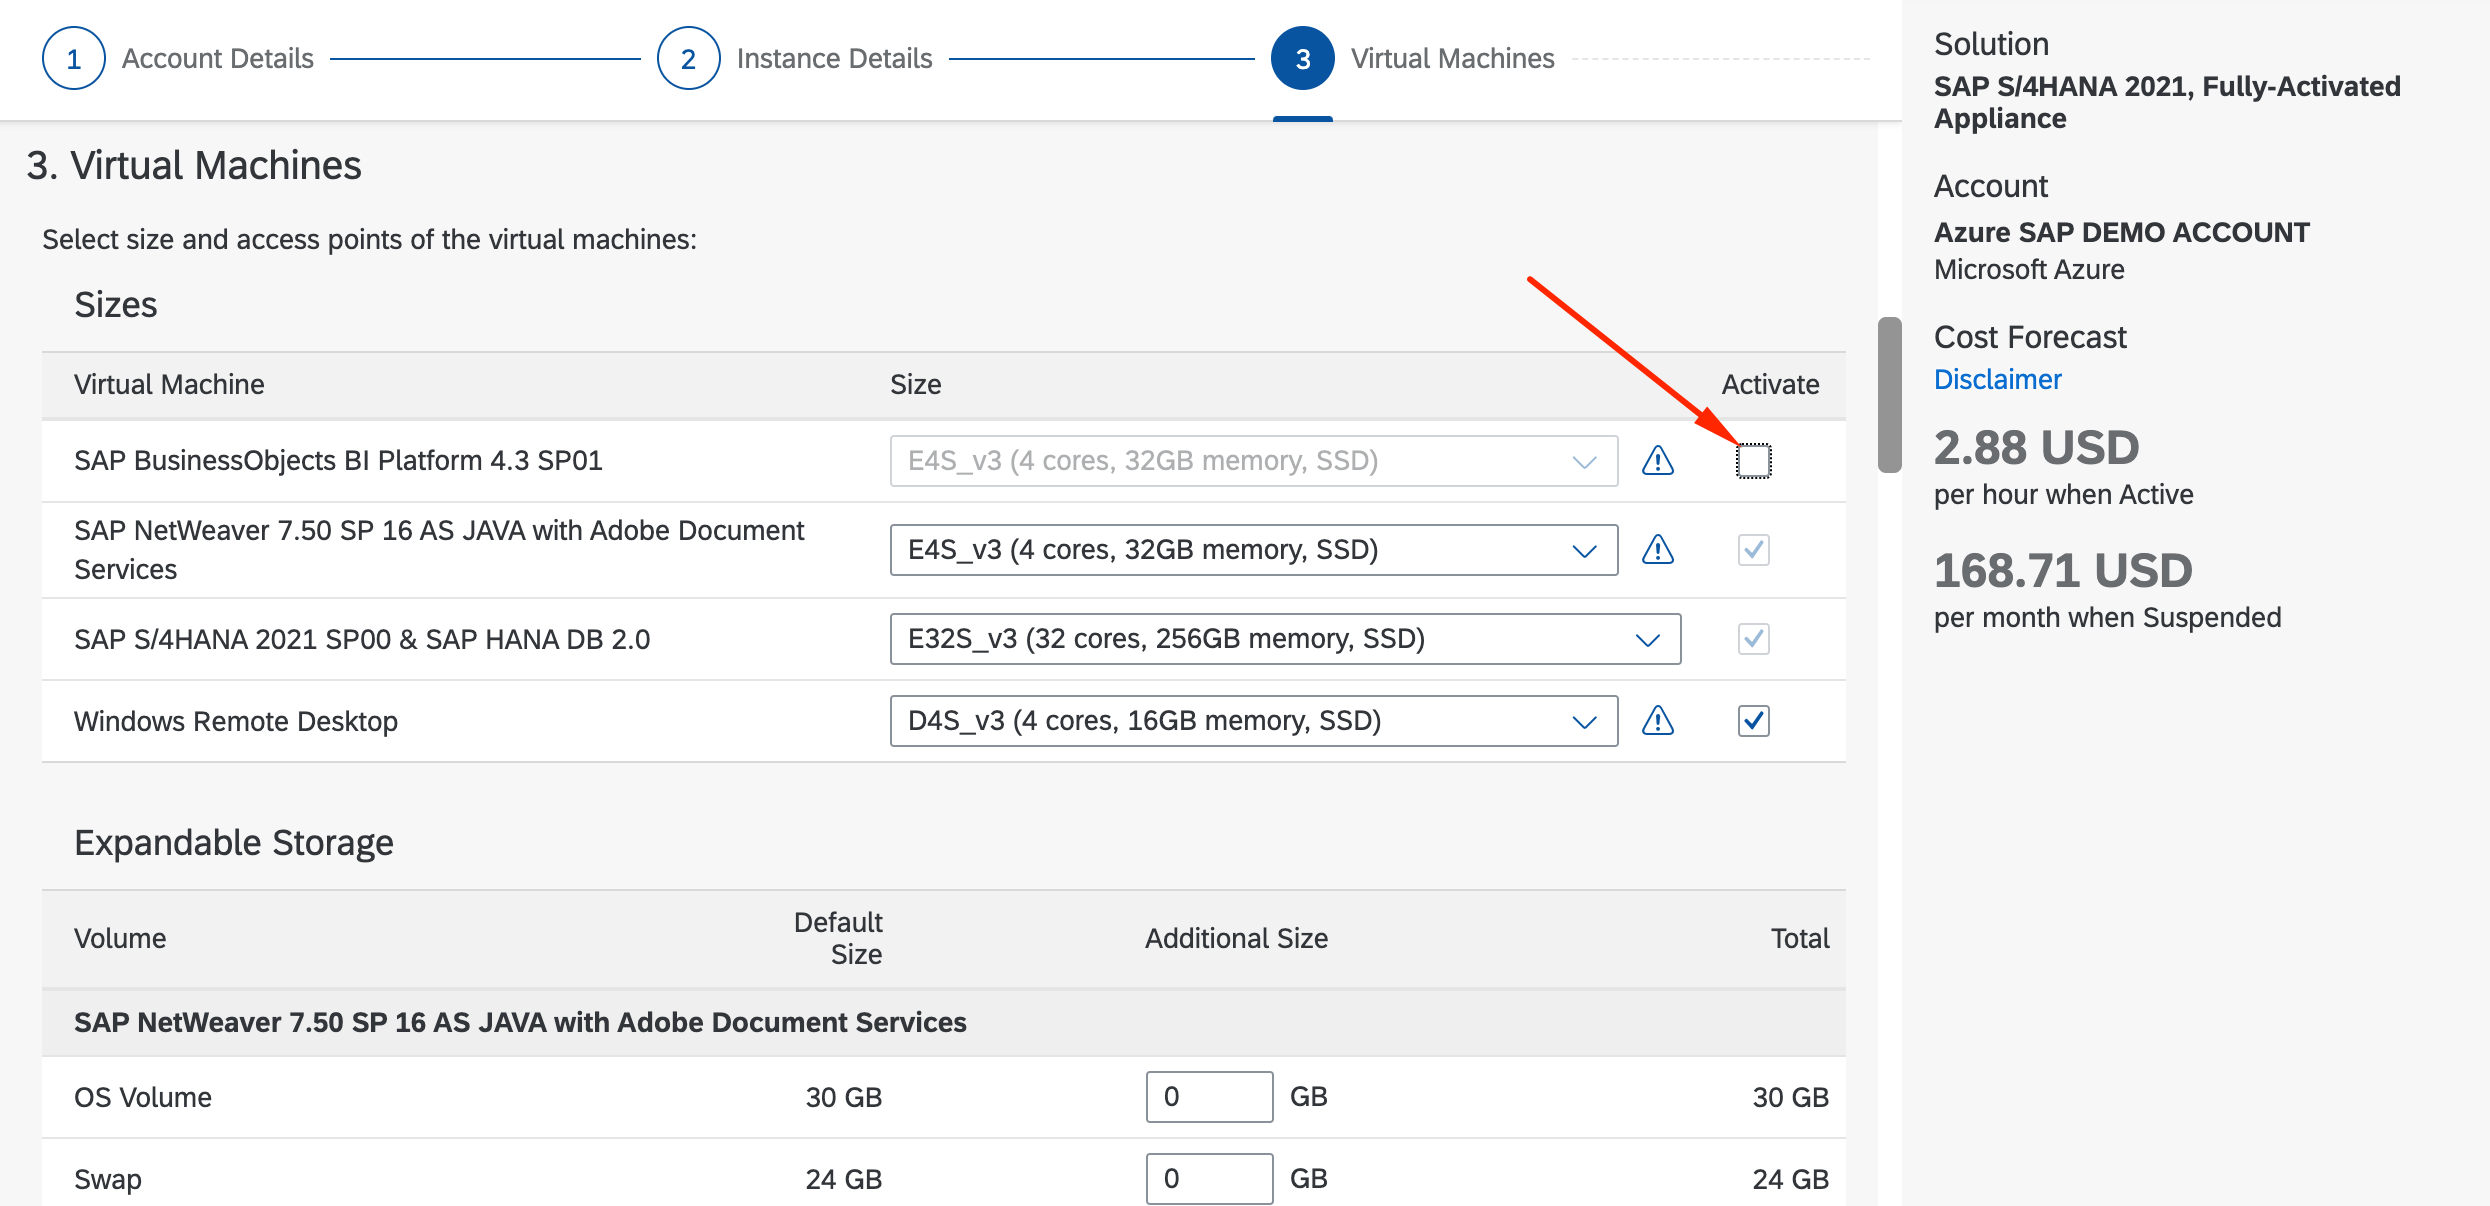 1 Account Details 2 Instance Details 3 Virtual Machines
3. Virtual Machines
Select size and access points of the virtual machines:
Sizes
Virtual Machine Size Activate
SAP BusinessObjects BI Platform 4.3 SP01 E4S_v3 (4 cores, 32GB memory, SSD)
SAP NetWeaver 7.50 SP 16 AS JAVA with Adobe Document
Services
E4S_v3 (4 cores, 32GB memory, SSD)
SAP S/4HANA 2021 SP00 & SAP HANA DB 2.0 E32S_v3 (32 cores, 256GB memory, SSD)
Windows Remote Desktop D4S_v3 (4 cores, 16GB memory, SSD)
Expandable Storage
Volume Default
Size
Additional Size Total
SAP NetWeaver 7.50 SP 16 AS JAVA with Adobe Document Services
OS Volume 30 GB 0 GB 30 GB
Swap 24 GB 0 GB 24 GB
Solution
SAP S/4HANA 2021, Fully-Activated
Appliance
Account
Azure SAP DEMO ACCOUNT
Microsoft Azure
Cost Forecast
Disclaimer
2.88 USD
per hour when Active
168.71 USD
per month when Suspended